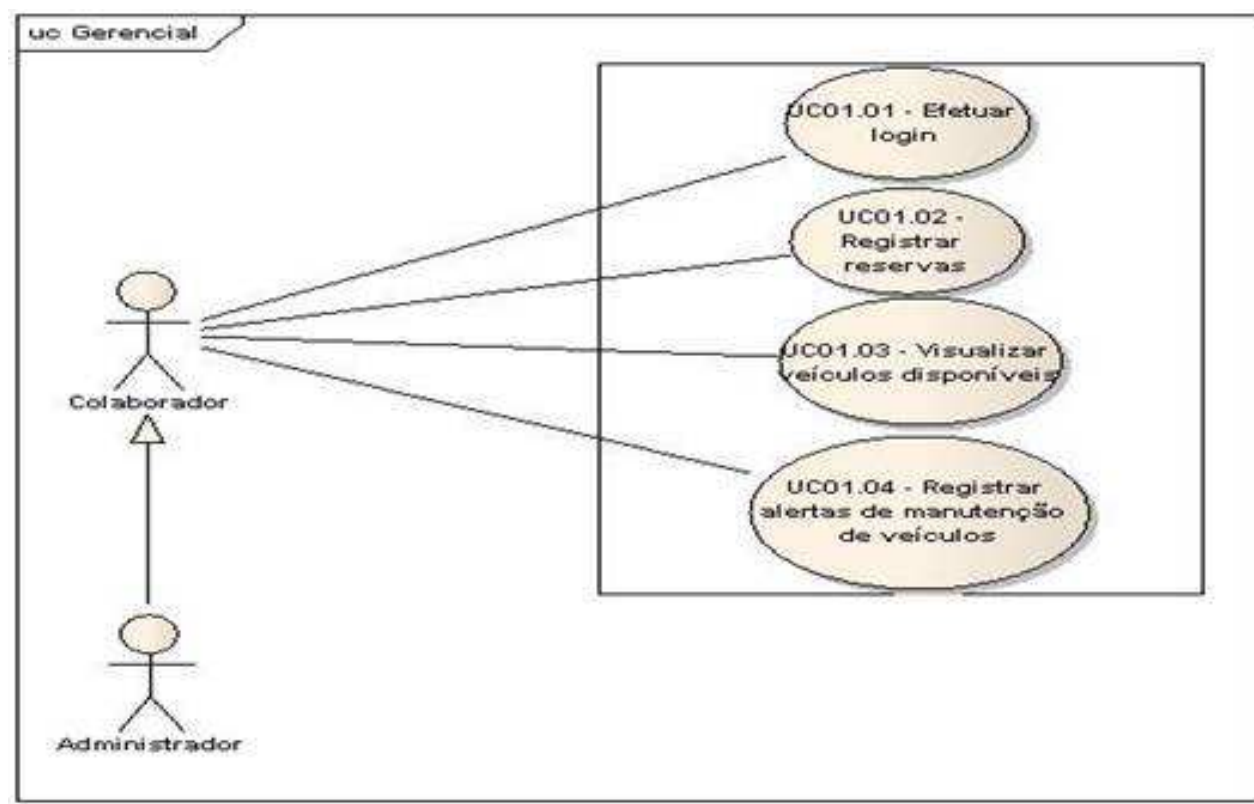 uc Gerencial
UC01.01 - Efetuar
login
UC01.02 -
Registrar
reservas
UC01.03 - Visualizar
veículos disponíveis
UC01.04 - Registrar
alertas de manutenção
de veículos
Colaborador
Administrador